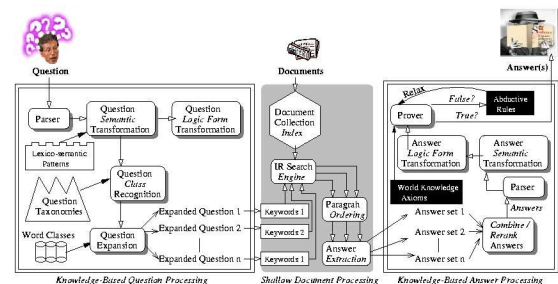 Question
Documents
Answer(s)
Parser
Question
Semantic
Transformation
Question
Logic Form
Transformation
Lexico-semantic
Patterns
Question
Class
Recognition
Question
Taxonomies
Word Classes
Question
Expansion
Expanded Question 1
Expanded Question 2
Expanded Question n
Knowledge-Based Question Processing
Document
Collection
Index
IR Search
Engine
Keywords 1
Keywords 2
Keywords 1
Paragrah
Ordering
Answer
Extraction
Shallow Document Processing
Relax
False?
True?
Prover
Abductive
Rules
Answer
Logic Form
Transformation
Answer
Semantic
Transformation
World Knowledge
Axioms
Parser
Answers
Answer set 1
Answer set 2
Answer set n
Combine /
Rerank
Answers
Knowledge-Based Answer Processing